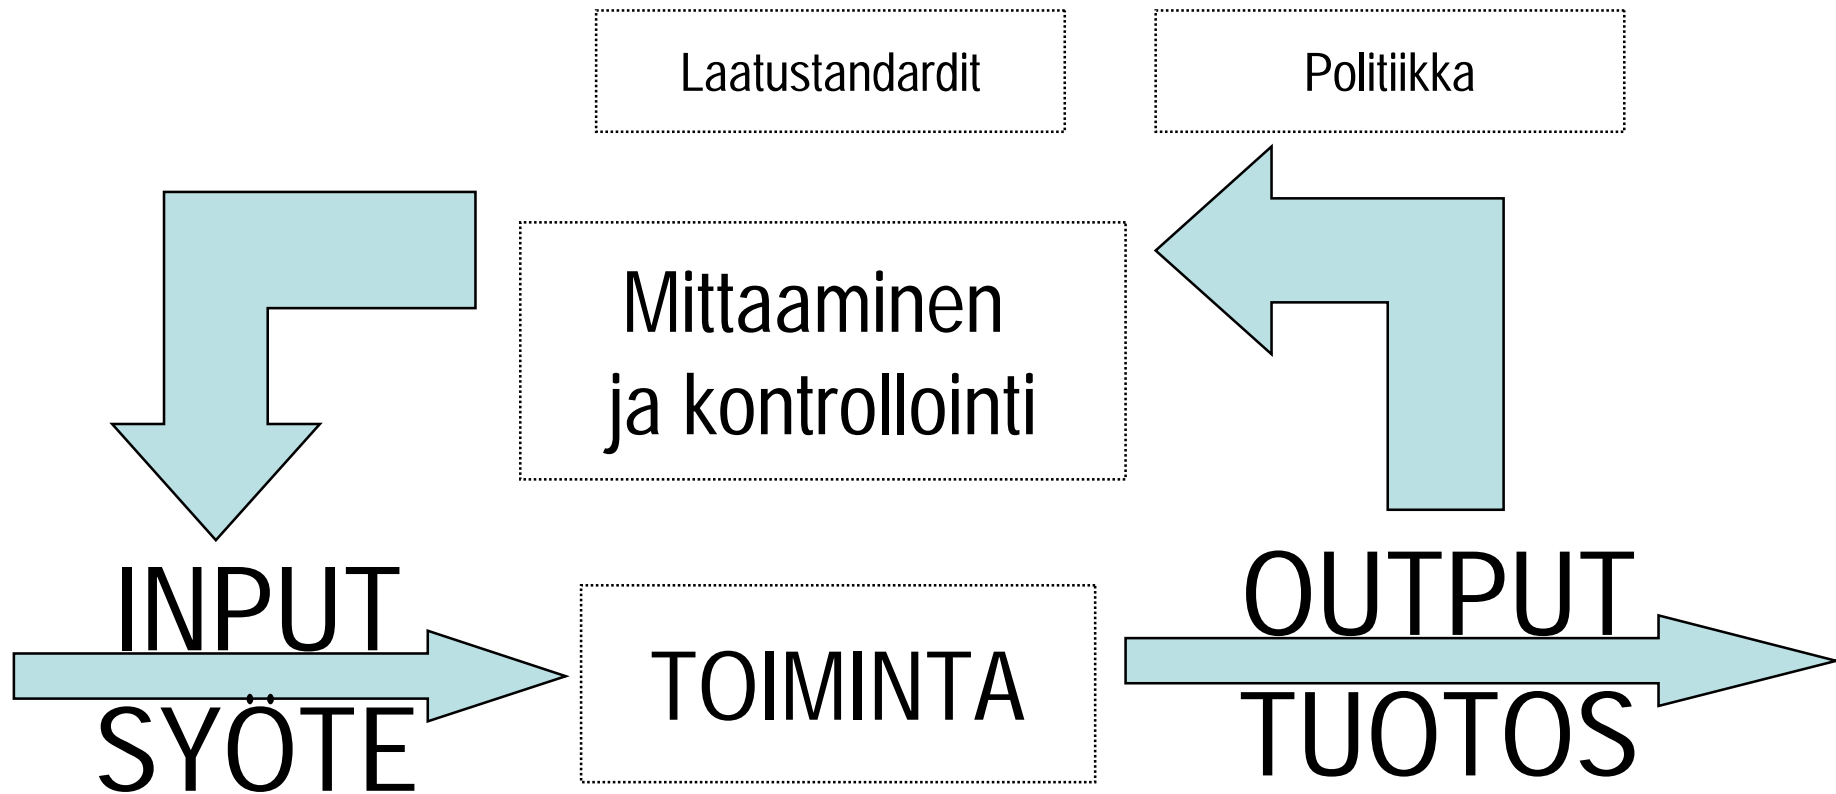 Laatustandardit
Politiikka
Mittaaminen
ja kontrollointi
INPUT
SYÖTE
TOIMINTA
OUTPUT
TUOTOS